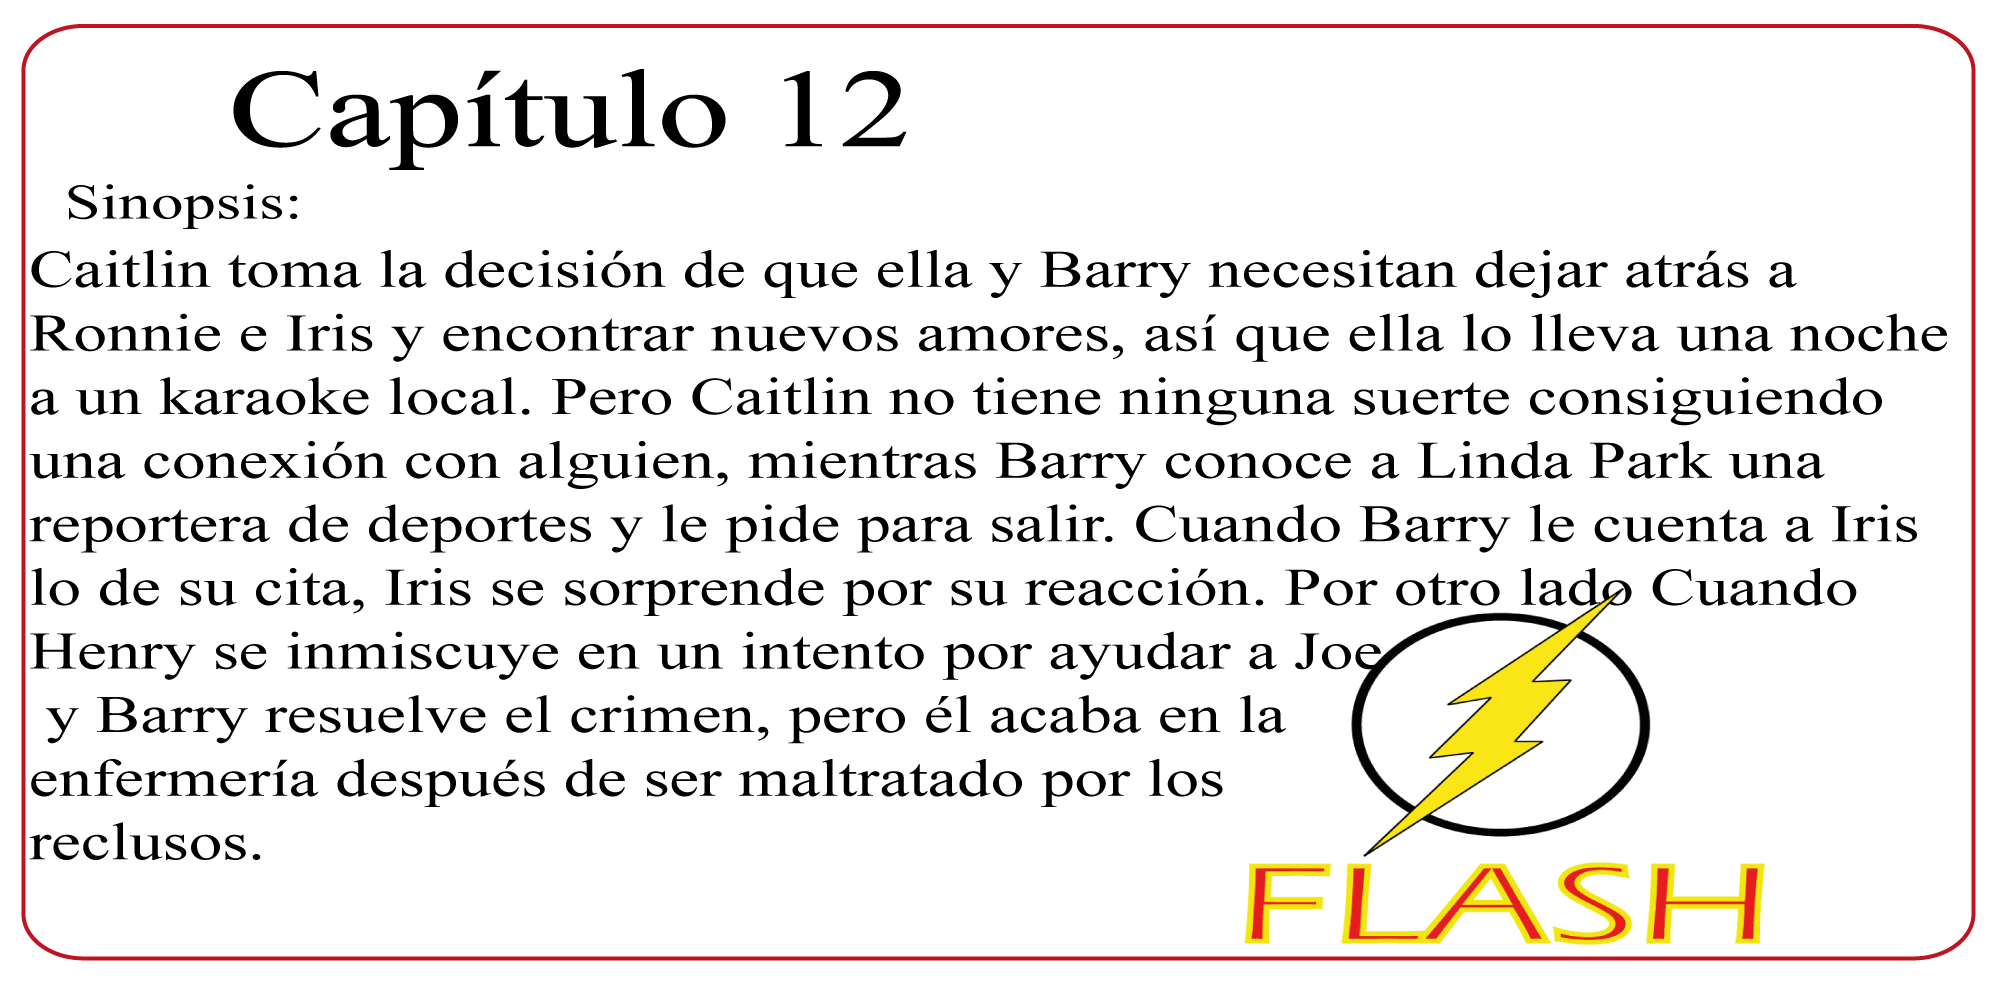 Capítulo 12
Sinopsis:
Caitlin toma la decisión de que ella y Barry necesitan dejar atrás a
Ronnie e Iris y encontrar nuevos amores, así que ella lo lleva una noche
a un karaoke local. Pero Caitlin no tiene ninguna suerte consiguiendo
una conexión con alguien, mientras Barry conoce a Linda Park una
reportera de deportes y le pide para salir. Cuando Barry le cuenta a Iris
lo de su cita, Iris se sorprende por su reacción. Por otro lado Cuando
Henry se inmiscuye en un intento por ayudar a Joe
y Barry resuelve el crimen, pero él acaba en la
enfermería después de ser maltratado por los
reclusos.
FLASH